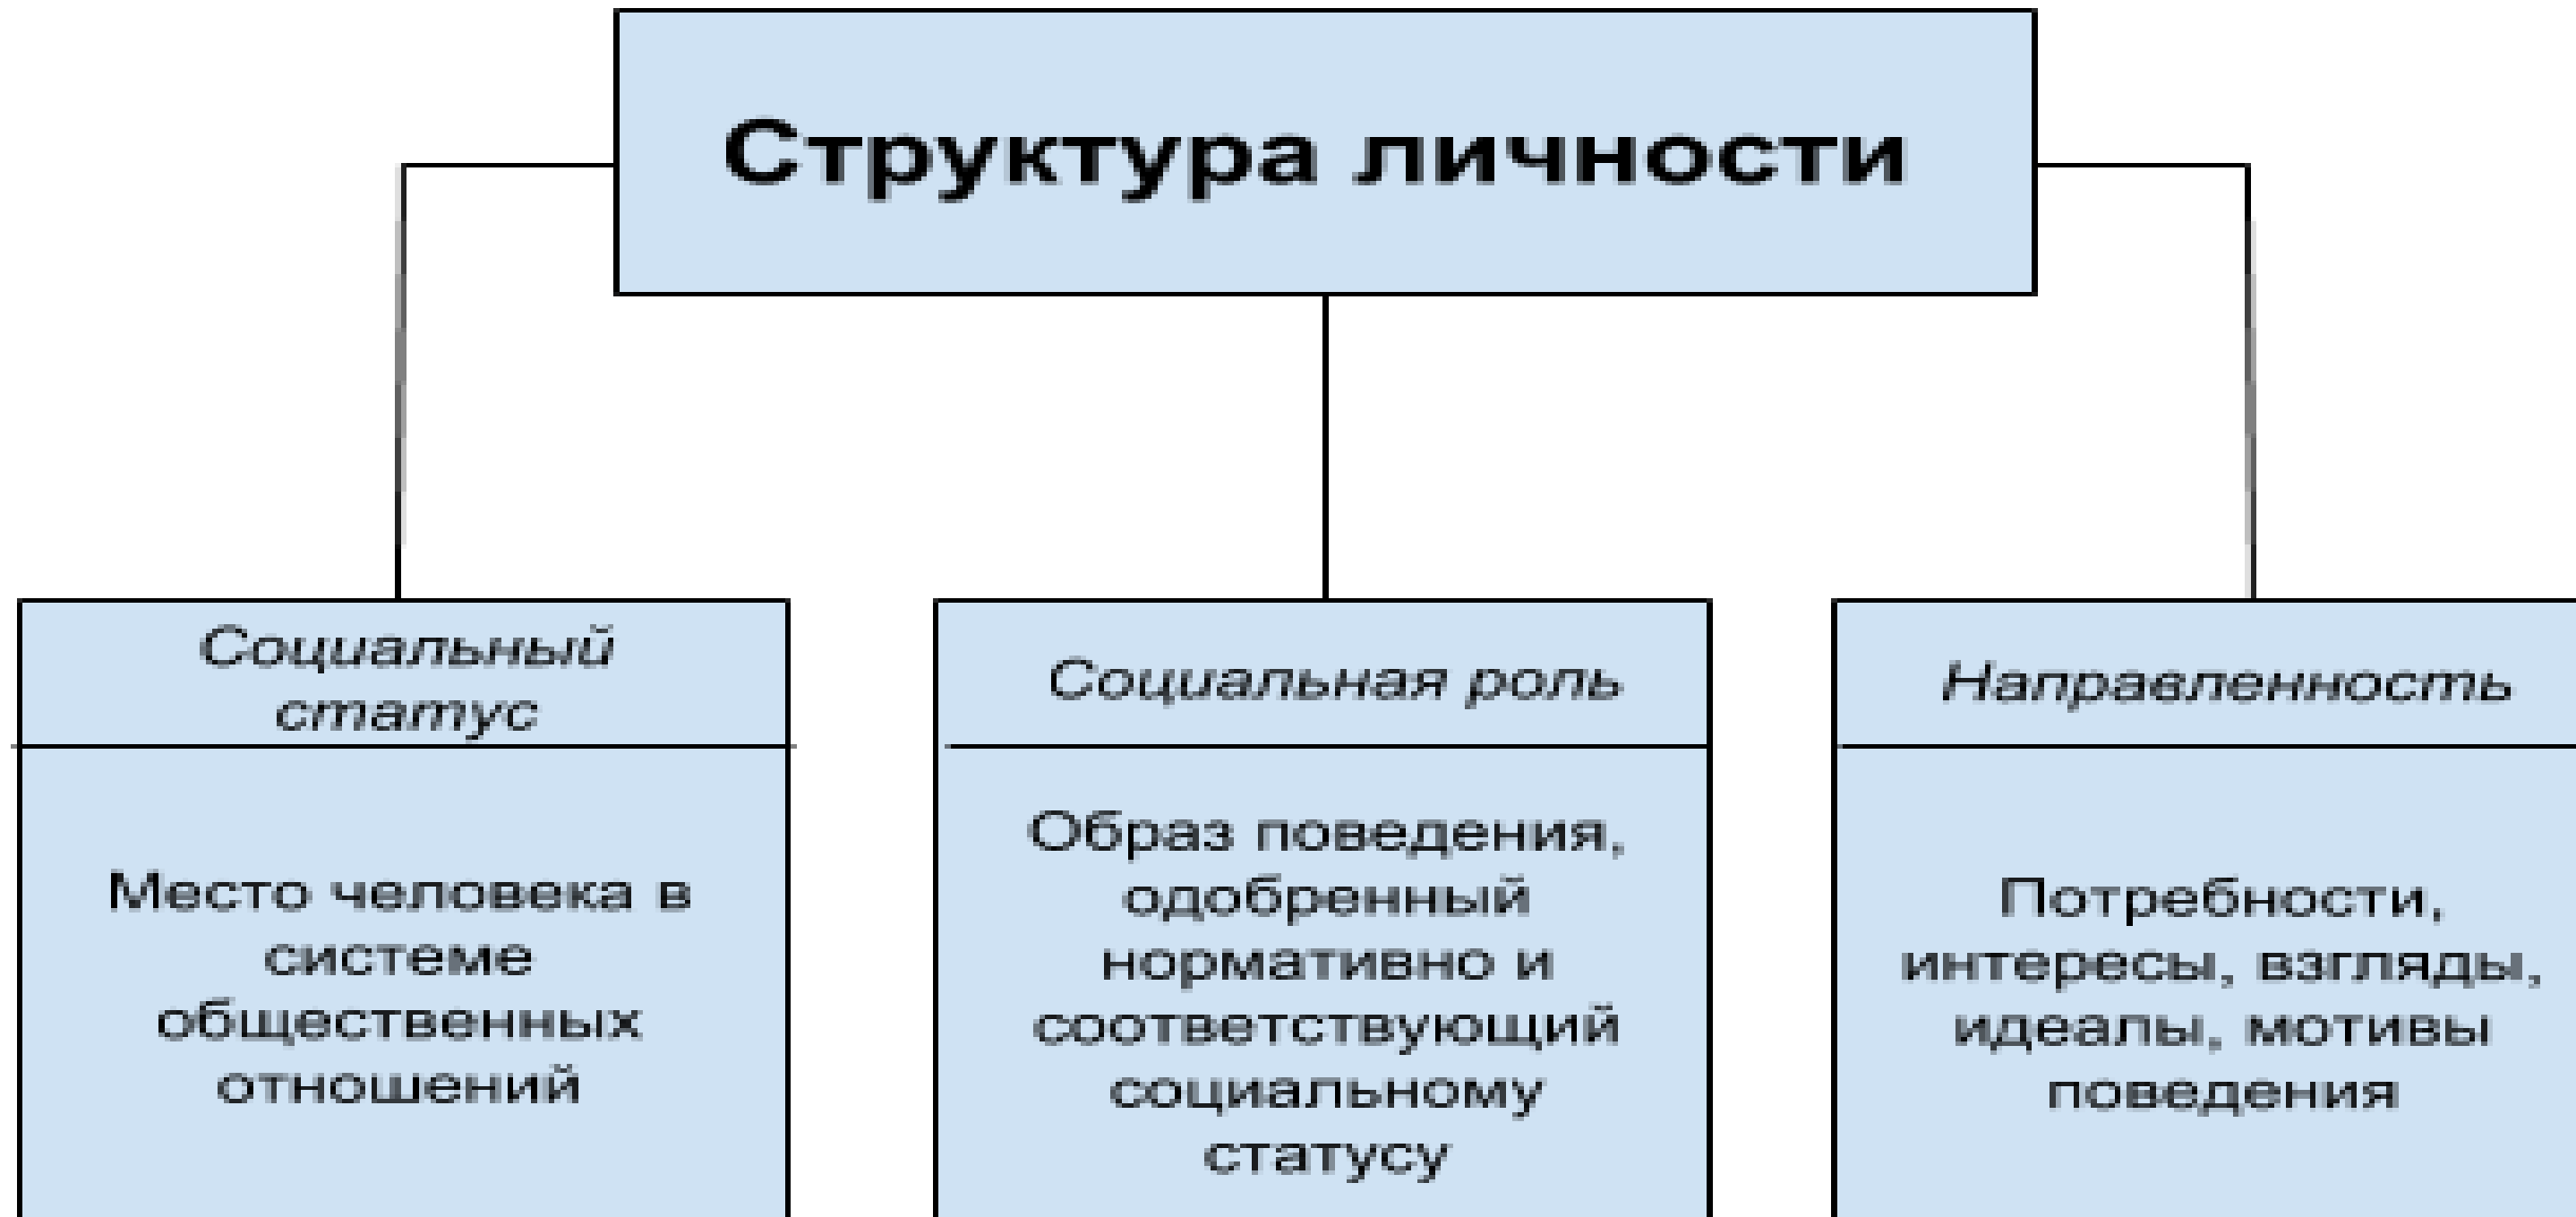 Структура личности
Социальный
статус
Место человека в
системе
общественных
отношений
Социальная роль
Образ поведения,
одобренный
нормативно и
соответствующий
социальному
статусу
Направленность
Потребности,
интересы, взгляды,
идеалы, мотивы
поведения